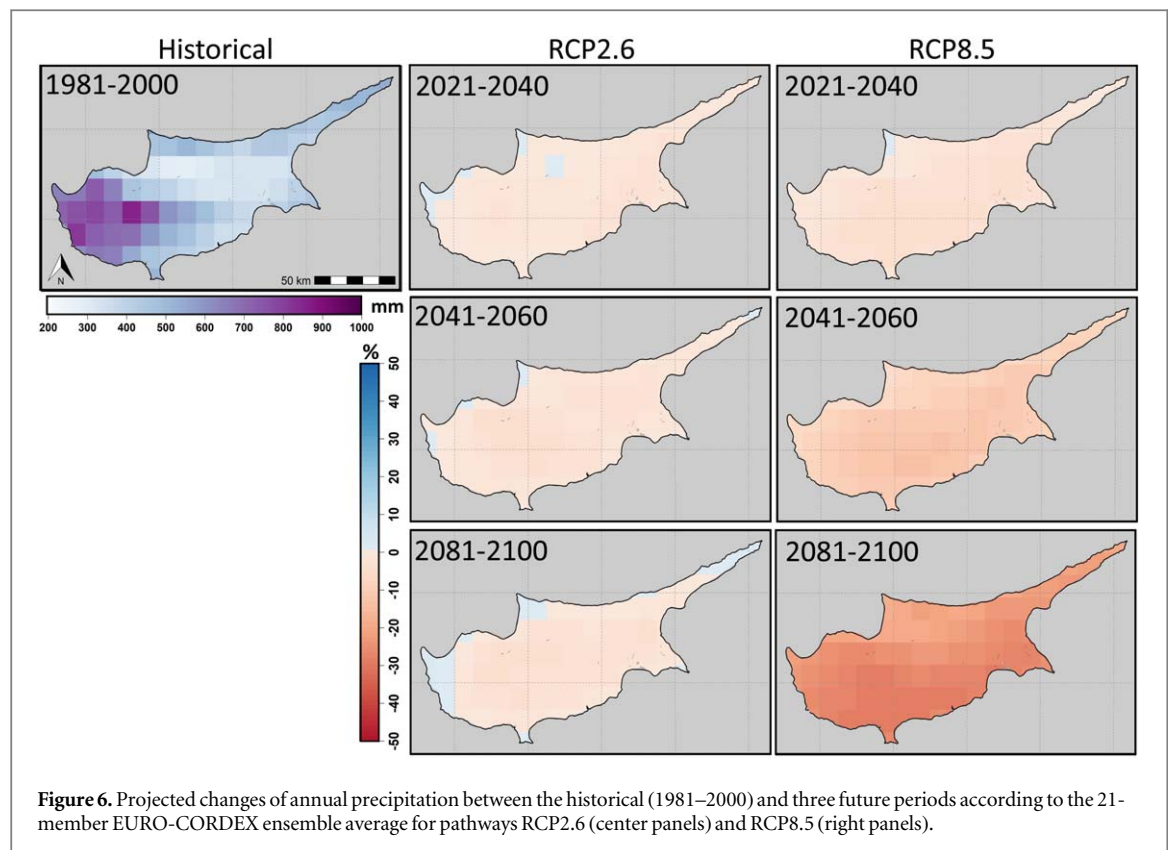 Historical
RCP2.6
RCP8.5
1981-2000
2021-2040
2021-2040
N
50 km
mm
200 300 400 500 600 700 800 900 1000
2041-2060
2041-2060
%
50
40
30
20
10
0
-10
-20
-30
-40
-50
2081-2100
2081-2100
Figure 6. Projected changes of annual precipitation between the historical (1981–2000) and three future periods according to the 21-
member EURO-CORDEX ensemble average for pathways RCP2.6 (center panels) and RCP8.5 (right panels).